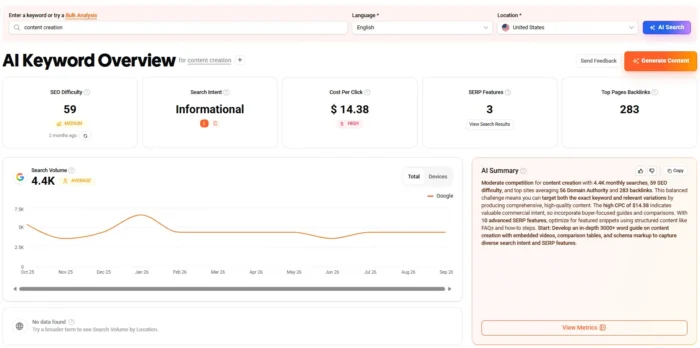 Enter a keyword or try a Bulk Analysis
content creation
Language *
English
Location *
United States
AI Search
AI Keyword Overview
for content creation
+
Send Feedback
Generate Content
SEO Difficulty
59
MEDIUM
2 months ago
Search Intent
Informational
I C
Cost Per Click
$ 14.38
HIGH
SERP Features
3
View Search Results
Top Pages Backlinks
283
Search Volume
4.4K
AVERAGE
Total Devices
Google
7.5K
5K
2.5K
0
Oct 25 Nov 25 Dec 25 Jan 26 Feb 26 Mar 26 Apr 26 May 26 Jun 26 Jul 26 Aug 26 Sep 26
No data found
Try a broader term to see Search Volume by Location.
AI Summary
Copy
Moderate competition for content creation with 4.4K monthly searches, 59 SEO
difficulty, and top sites averaging 56 Domain Authority and 283 backlinks. This balanced
challenge means you can target both the exact keyword and relevant variations by
producing comprehensive, high-quality content. The high CPC of $14.38 indicates
valuable commercial intent, so incorporate buyer-focused guides and comparisons. With
10 advanced SERP features, optimize for featured snippets using structured content like
FAQs and how-to steps. Start: Develop an in-depth 3000+ word guide on content
creation with embedded videos, comparison tables, and schema markup to capture
diverse search intent and SERP features.
View Metrics